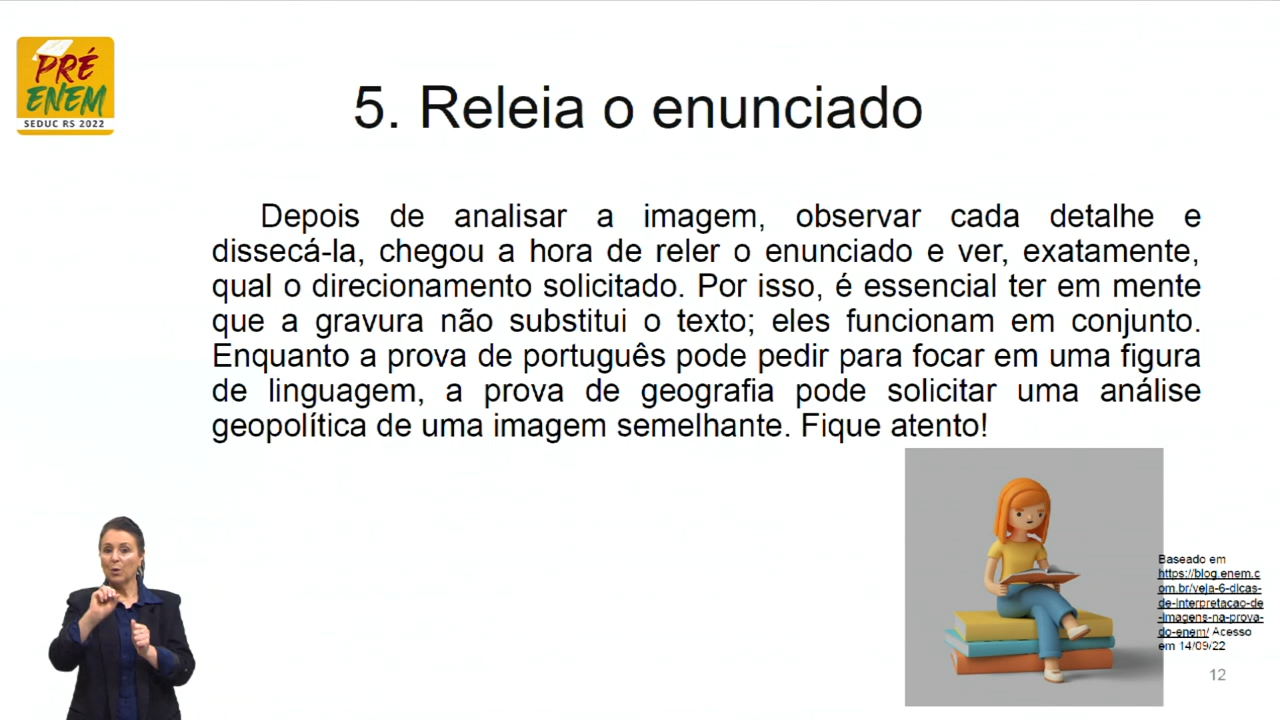 PRÉ
ENEM
SEDUC RS 2022
5. Releia o enunciado
Depois de analisar a imagem, observar cada detalhe e
dissecá-la, chegou a hora de reler o enunciado e ver, exatamente,
qual o direcionamento solicitado. Por isso, é essencial ter em mente
que a gravura não substitui o texto; eles funcionam em conjunto.
Enquanto a prova de português pode pedir para focar em uma figura
de linguagem, a prova de geografia pode solicitar uma análise
geopolítica de uma imagem semelhante. Fique atento!
Baseado em
https://blog.enem.c
om.br/veja-6-dicas-
de-interpretacao-de
-imagens-na-prova-
do-enem/ Acesso
em 14/09/22
12